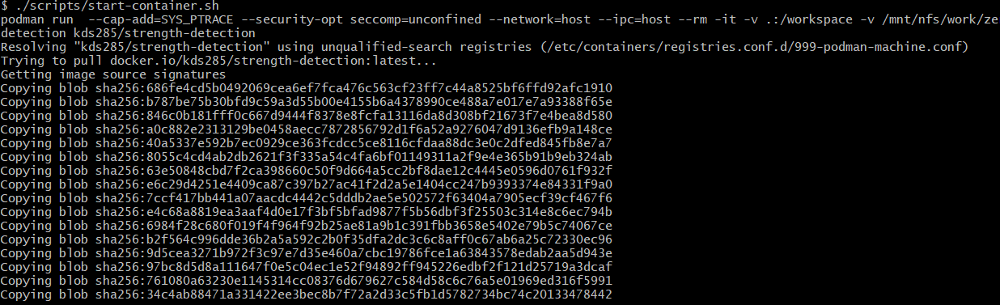 $ ./scripts/start-container.sh
podman run  --cap-add=SYS_PTRACE --security-opt seccomp=unconfined --network=host --ipc=host --rm -it -v .:/workspace -v /mnt/nfs/work/ze
detection kds285/strength-detection
Resolving "kds285/strength-detection" using unqualified-search registries (/etc/containers/registries.conf.d/999-podman-machine.conf)
Trying to pull docker.io/kds285/strength-detection:latest...
Getting image source signatures
Copying blob sha256:686fe4cd5b0492069cea6ef7fca476c563cf23ff7c44a8525bf6ffd92afc1910
Copying blob sha256:b787be75b30bfd9c59a3d55b00e4155b6a4378990ce488a7e017e7a93388f65e
Copying blob sha256:846c0b181fff0c667d9444f8378e8fcfa13116da8d308bf21673f7e4bea8d580
Copying blob sha256:a0c882e2313129be0458aecc7872856792d1f6a52a9276047d9136efb9a148ce
Copying blob sha256:40a5337e592b7ec0929ce363fcdcc5ce8116cfdaa88dc3e0c2dfed845fb8e7a7
Copying blob sha256:8055c4cd4ab2db2621f3f335a54c4fa6bf01149311a2f9e4e365b91b9eb324ab
Copying blob sha256:63e50848cbd7f2ca398660c50f9d664a5cc2bf8dae12c4445e0596d0761f932f
Copying blob sha256:e6c29d4251e4409ca87c397b27ac41f2d2a5e1404cc247b9393374e84331f9a0
Copying blob sha256:7ccf417bb441a07aacdc4442c5dddb2ae5e502572f63404a7905ecf39cf467f6
Copying blob sha256:e4c68a8819ea3aaf4d0e17f3bf5bfad9877f5b56dbf3f25503c314e8c6ec794b
Copying blob sha256:6984f28c680f019f4f964f92b25ae81a9b1c391fbb3658e5402e79b5c74067ce
Copying blob sha256:b2f564c996dde36b2a5a592c2b0f35dfa2dc3c6c8aff0c67ab6a25c72330ec96
Copying blob sha256:9d5cea3271b972f3c97e7d35e460a7cbc19786fce1a63843578edab2aa5d943e
Copying blob sha256:97bc8d5d8a111647f0e5c04ec1e52f94892ff945226edbf2f121d25719a3dcaf
Copying blob sha256:761080a63230e1145314cc08376d679627c584d58c6c76a5e01969ed316f5991
Copying blob sha256:34c4ab88471a331422ee3bec8b7f72a2d33c5fb1d5782734bc74c20133478442